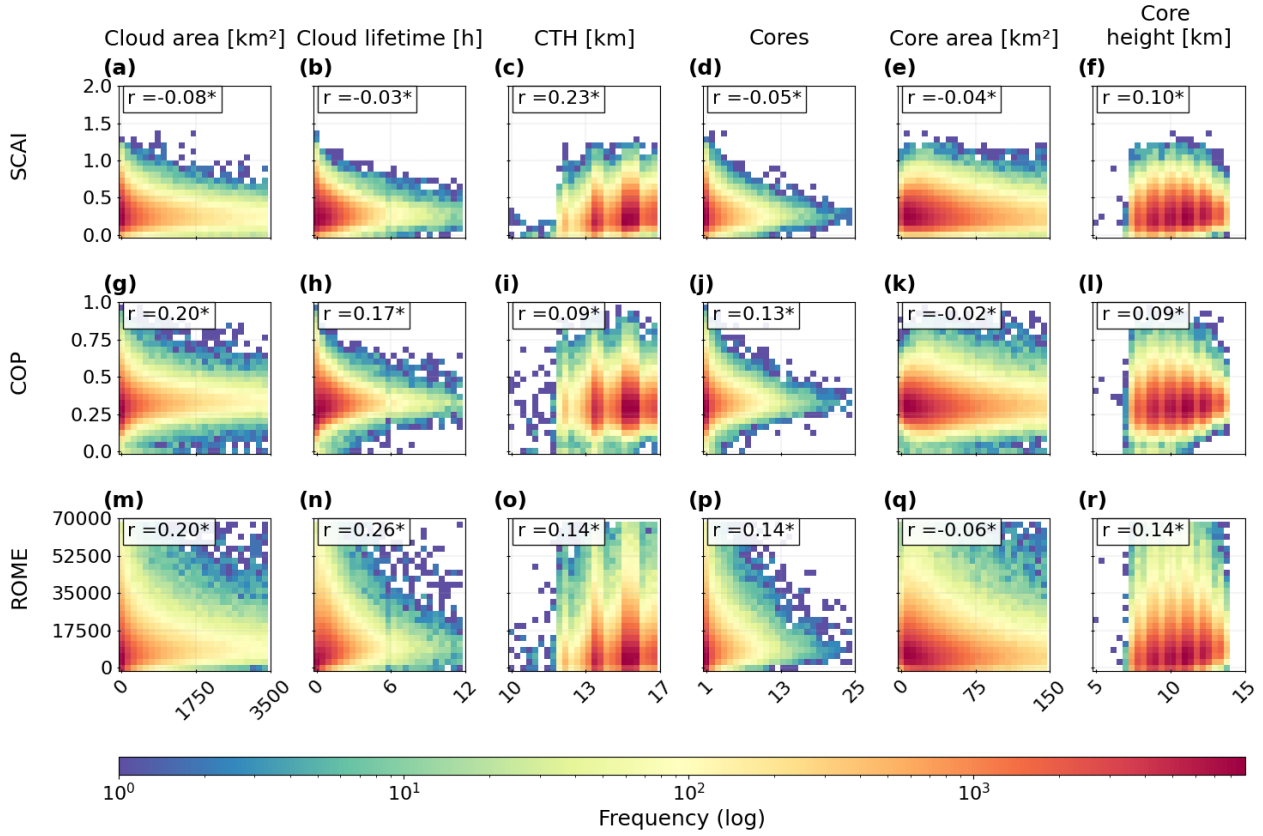 Cloud area [km²] Cloud lifetime [h] CTH [km] Cores Core area [km²] Core height [km]
(a) (b) (c) (d) (e) (f)
SCAI
2.0
1.5
1.0
0.5
0.0
r =-0.08* r =-0.03* r =0.23* r =-0.05* r =-0.04* r =0.10*
(g) (h) (i) (j) (k) (l)
COP
1.0
0.75
0.5
0.25
0.0
r =0.20* r =0.17* r =0.09* r =0.13* r =-0.02* r =0.09*
(m) (n) (o) (p) (q) (r)
ROME
70000
52500
35000
17500
0
r =0.20* r =0.26* r =0.14* r =0.14* r =-0.06* r =0.14*
0 1750 3500 0 6 12 10 13 17 1 13 25 0 75 150 5 10 15
10⁰ 10¹ 10² 10³
Frequency (log)